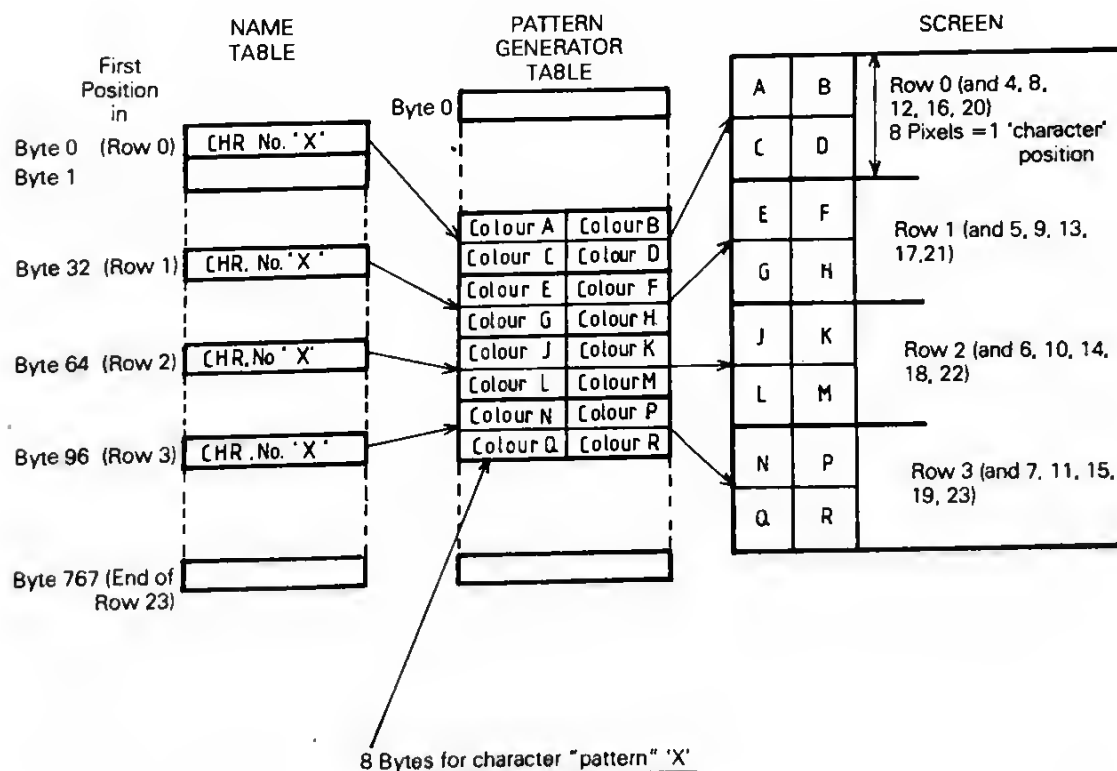 NAME
TABLE
First
Position
in
Byte 0 (Row 0)
CHR No. 'X'
Byte 1
Byte 32 (Row 1)
CHR. No. 'X'
Byte 64 (Row 2)
CHR. No 'X'
Byte 96 (Row 3)
CHR. No. 'X'
Byte 767 (End of
Row 23)
PATTERN
GENERATOR
TABLE
Byte 0
Colour A Colour B
Colour C Colour D
Colour E Colour F
Colour G Colour H.
Colour J Colour K
Colour L Colour M
Colour N Colour P
Colour Q Colour R
8 Bytes for character "pattern" 'X'
SCREEN
A B
C D
E F
G H
J K
L M
N P
Q R
Row 0 (and 4, 8,
12, 16, 20)
8 Pixels = 1 'character'
position
Row 1 (and 5, 9, 13,
17,21)
Row 2 (and 6, 10, 14,
18, 22)
Row 3 (and 7, 11, 15,
19, 23)